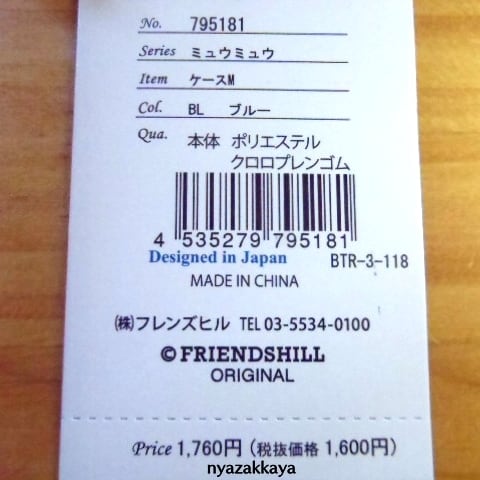 No. 795181
Series ミュウミュウ
Item ケースM
Col. BL ブルー
Qua. 本体 ポリエステル
クロロプレンゴム
4 535279 795181
Designed in Japan BTR-3-118
MADE IN CHINA
㈱フレンズヒル TEL 03-5534-0100
©FRIENDSHILL
ORIGINAL
Price 1,760円（税抜価格 1,600円）
nyazakkaya